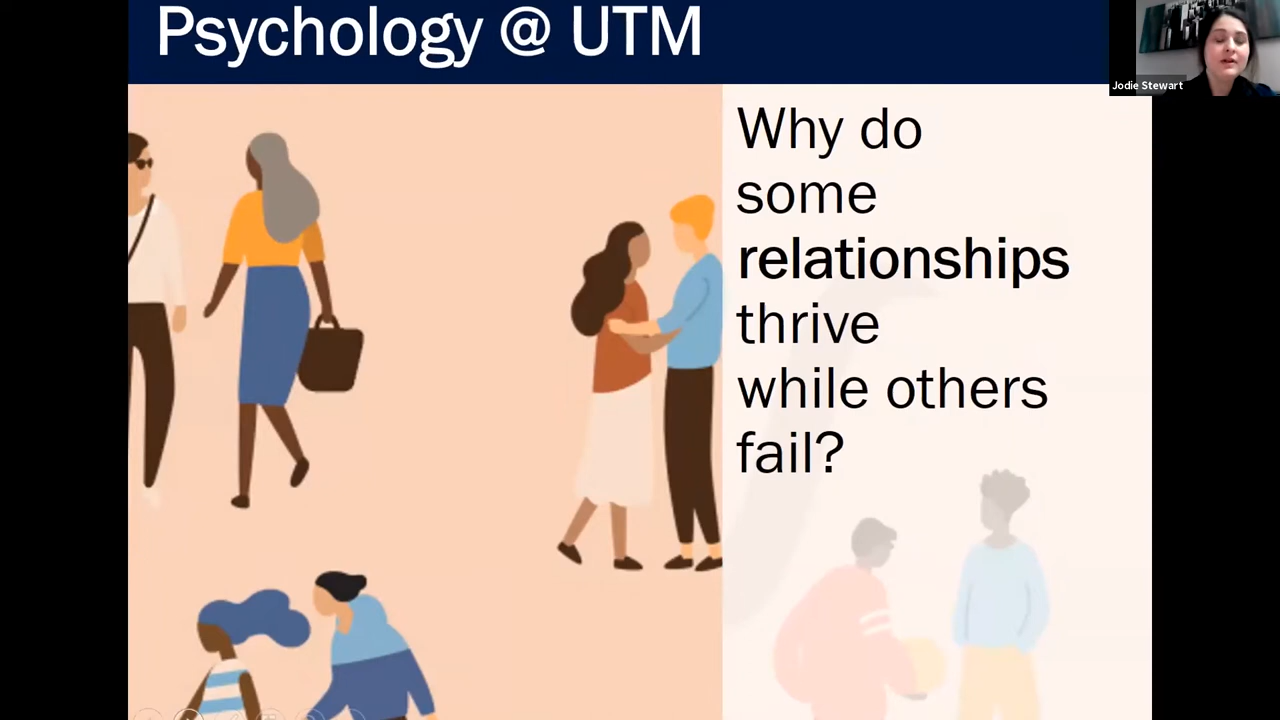 Psychology @ UTM
Jodie Stewart
Why do
some
relationships
thrive
while others
fail?